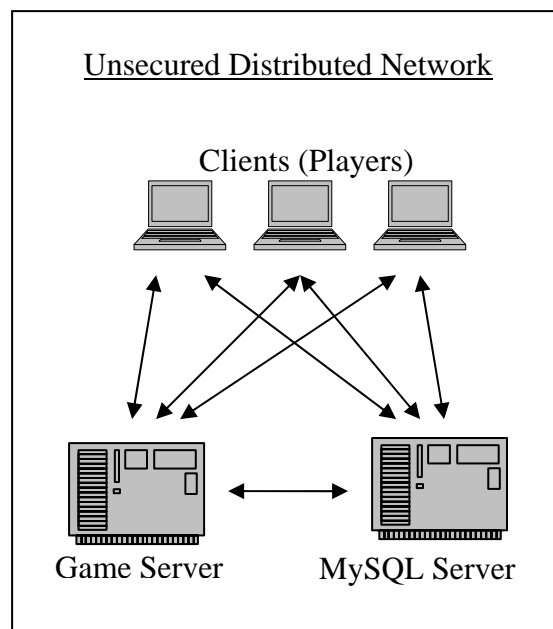 Unsecured Distributed Network
Clients (Players)
Game Server
MySQL Server